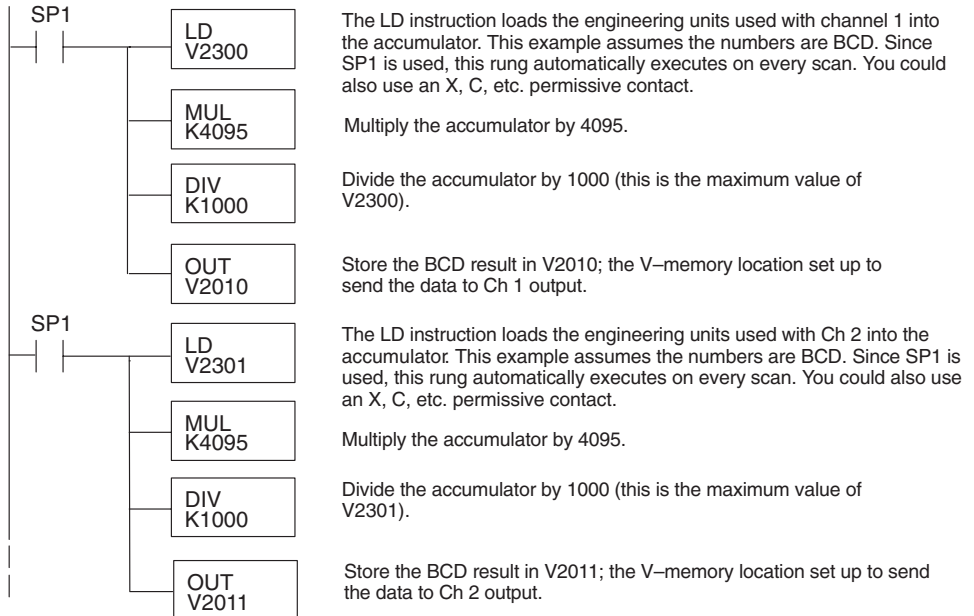 SP1
LD
V2300
The LD instruction loads the engineering units used with channel 1 into
the accumulator. This example assumes the numbers are BCD. Since
SP1 is used, this rung automatically executes on every scan. You could
also use an X, C, etc. permissive contact.
MUL
K4095
Multiply the accumulator by 4095.
DIV
K1000
Divide the accumulator by 1000 (this is the maximum value of
V2300).
OUT
V2010
Store the BCD result in V2010; the V–memory location set up to
send the data to Ch 1 output.
SP1
LD
V2301
The LD instruction loads the engineering units used with Ch 2 into the
accumulator. This example assumes the numbers are BCD. Since SP1 is
used, this rung automatically executes on every scan. You could also use
an X, C, etc. permissive contact.
MUL
K4095
Multiply the accumulator by 4095.
DIV
K1000
Divide the accumulator by 1000 (this is the maximum value of
V2301).
OUT
V2011
Store the BCD result in V2011; the V–memory location set up to send
the data to Ch 2 output.